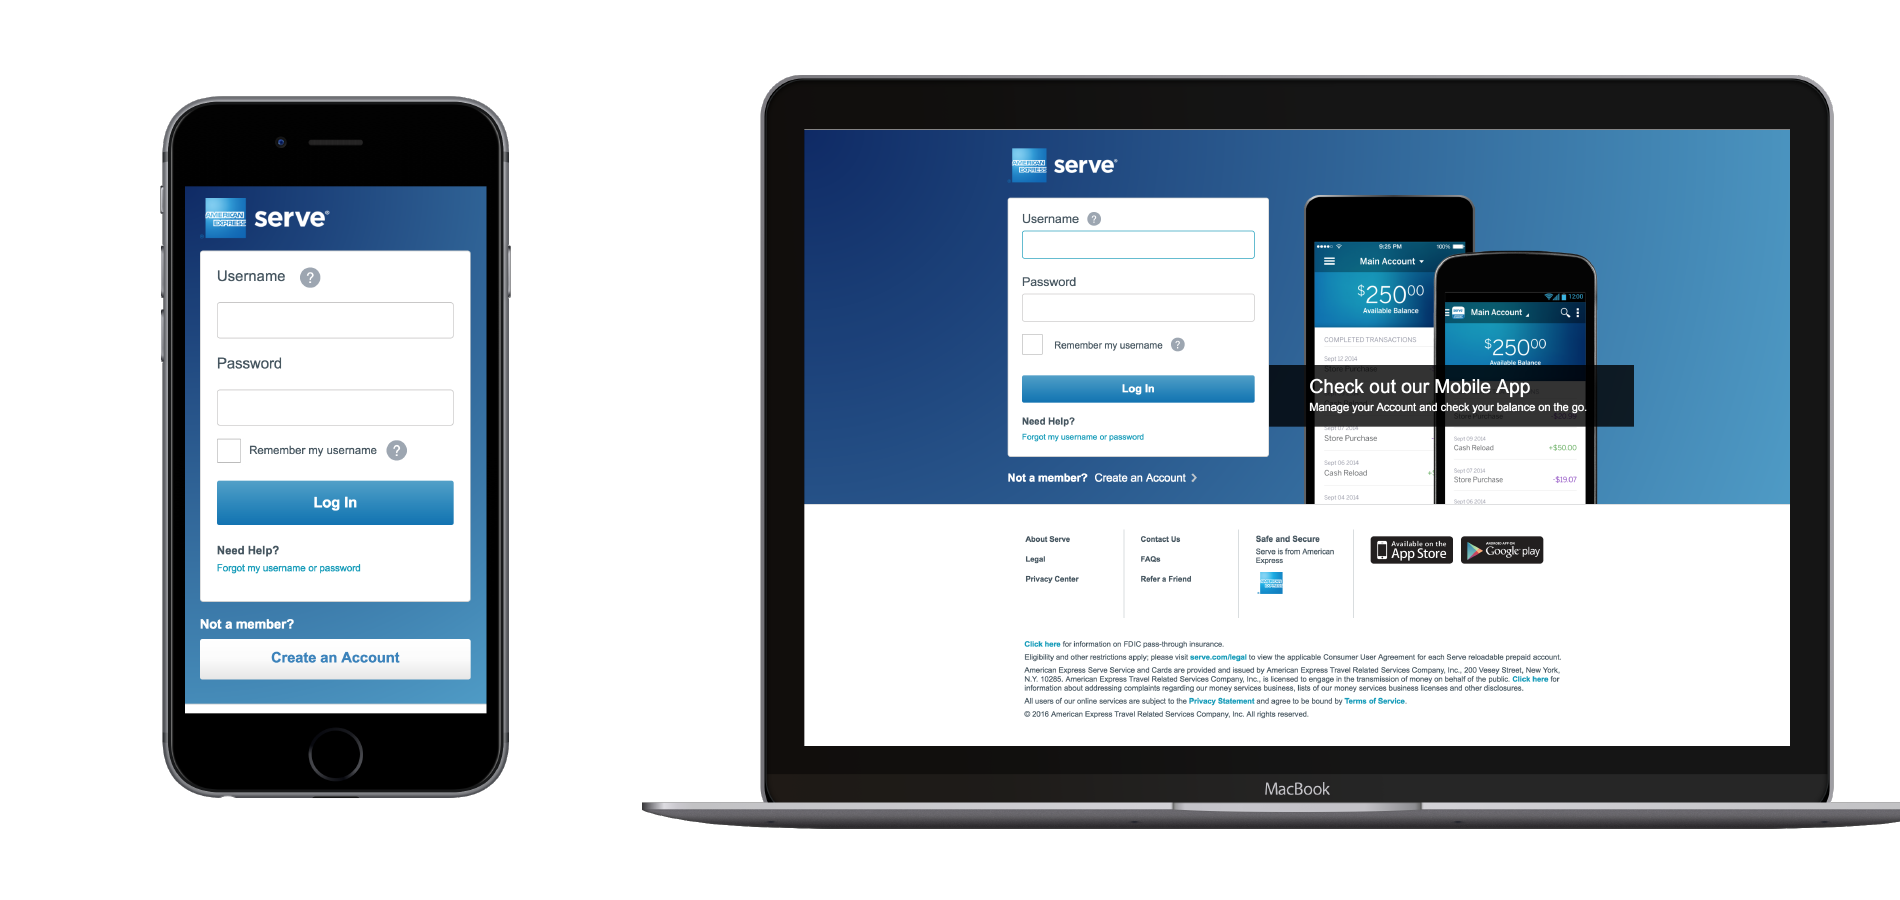 AMERICAN
EXPRESS
serve®
Username ?
Password
Remember my username ?
Log In
Need Help?
Forgot my username or password
Not a member?
Create an Account
AMERICAN
EXPRESS
serve®
Username ?
Password
Remember my username ?
Log In
Need Help?
Forgot my username or password
Not a member? Create an Account >
9:25 PM 100%
Main Account
$25000
Available Balance
COMPLETED TRANSACTIONS
Sept 12 2014
Store Purchase
Sept 07 2014
Store Purchase -
Sept 06 2014
Cash Reload +
Sept 04 2014
12:00
serve
Main Account
$25000
Available Balance
Check out our Mobile App
Manage your Account and check your balance on the go.
Store Purchase
Sept 09 2014
Cash Reload +$50.00
Sept 07 2014
Store Purchase -$19.07
Sept 06 2014
About Serve
Legal
Privacy Center
Contact Us
FAQs
Refer a Friend
Safe and Secure
Serve is from American
Express
AMERICAN
EXPRESS
Available on the
App Store
ANDROID APP ON
Google play
Click here for information on FDIC pass-through insurance.
Eligibility and other restrictions apply; please visit serve.com/legal to view the applicable Consumer User Agreement for each Serve reloadable prepaid account.
American Express Serve Service and Cards are provided and issued by American Express Travel Related Services Company, Inc., 200 Vesey Street, New York,
N.Y. 10285. American Express Travel Related Services Company, Inc., is licensed to engage in the transmission of money on behalf of the public. Click here for
information about addressing complaints regarding our money services business, lists of our money services business licenses and other disclosures.
All users of our online services are subject to the Privacy Statement and agree to be bound by Terms of Service.
© 2016 American Express Travel Related Services Company, Inc. All rights reserved.
MacBook